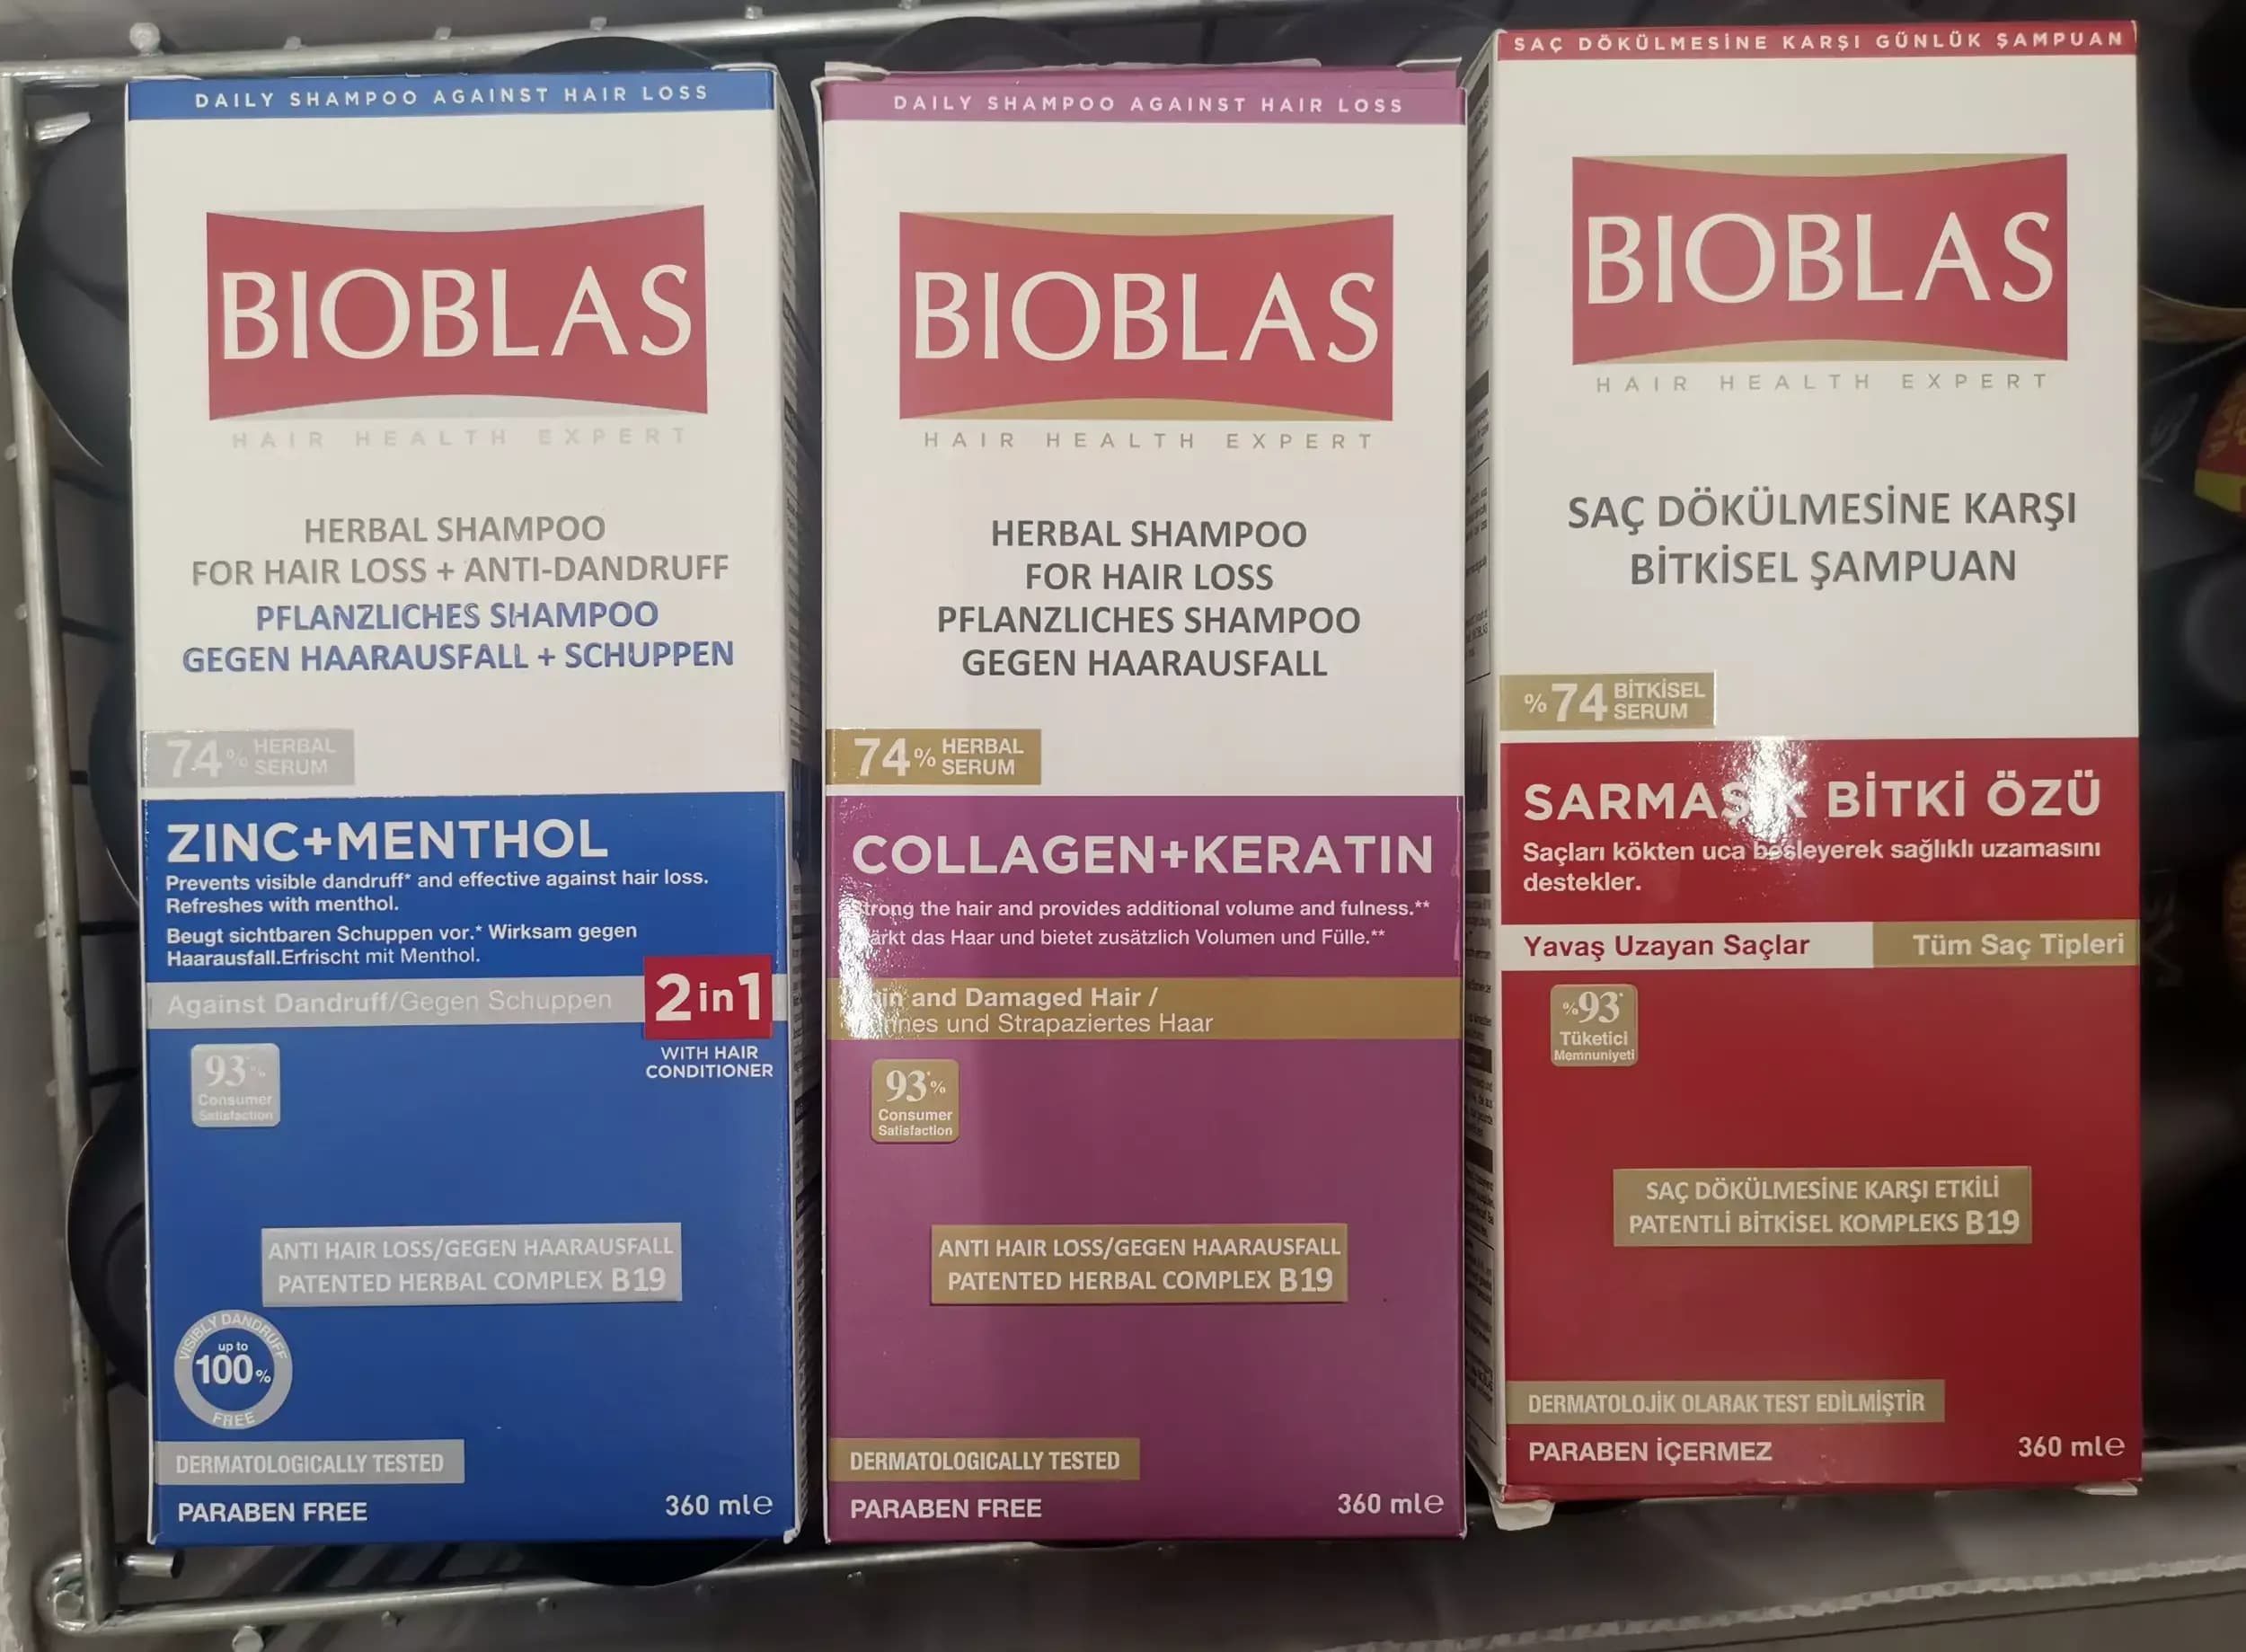 DAILY SHAMPOO AGAINST HAIR LOSS
BIOBLAS
HAIR HEALTH EXPERT
HERBAL SHAMPOO
FOR HAIR LOSS + ANTI-DANDRUFF
PFLANZLICHES SHAMPOO
GEGEN HAARAUSFALL + SCHUPPEN
74% HERBAL
SERUM
ZINC+MENTHOL
Prevents visible dandruff* and effective against hair loss.
Refreshes with menthol.
Beugt sichtbaren Schuppen vor.* Wirksam gegen
Haarausfall.Erfrischt mit Menthol.
Against Dandruff/Gegen Schuppen
2in1
WITH HAIR
CONDITIONER
93*%
Consumer
Satisfaction
ANTI HAIR LOSS/GEGEN HAARAUSFALL
PATENTED HERBAL COMPLEX B19
VISIBLY DANDRUFF
up to
100%
FREE
DERMATOLOGICALLY TESTED
PARABEN FREE
360 ml℮
DAILY SHAMPOO AGAINST HAIR LOSS
BIOBLAS
HAIR HEALTH EXPERT
HERBAL SHAMPOO
FOR HAIR LOSS
PFLANZLICHES SHAMPOO
GEGEN HAARAUSFALL
74% HERBAL
SERUM
COLLAGEN+KERATIN
the hair and provides additional volume and fulness.**
das Haar und bietet zusätzlich Volumen und Fülle.**
and Damaged Hair /
und Strapaziertes Haar
93*%
Consumer
Satisfaction
ANTI HAIR LOSS/GEGEN HAARAUSFALL
PATENTED HERBAL COMPLEX B19
DERMATOLOGICALLY TESTED
PARABEN FREE
360 ml℮
SAÇ DÖKÜLMESİNE KARŞI GÜNLÜK ŞAMPUAN
BIOBLAS
HAIR HEALTH EXPERT
SAÇ DÖKÜLMESİNE KARŞI
BİTKİSEL ŞAMPUAN
%74 BİTKİSEL
SERUM
SARMAŞIK BİTKİ ÖZÜ
Saçları kökten uca besleyerek sağlıklı uzamasını
destekler.
Yavaş Uzayan Saçlar
Tüm Saç Tipleri
%93*
Tüketici
Memnuniyeti
SAÇ DÖKÜLMESİNE KARŞI ETKİLİ
PATENTLİ BİTKİSEL KOMPLEKS B19
DERMATOLOJİK OLARAK TEST EDİLMİŞTİR
PARABEN İÇERMEZ
360 ml℮